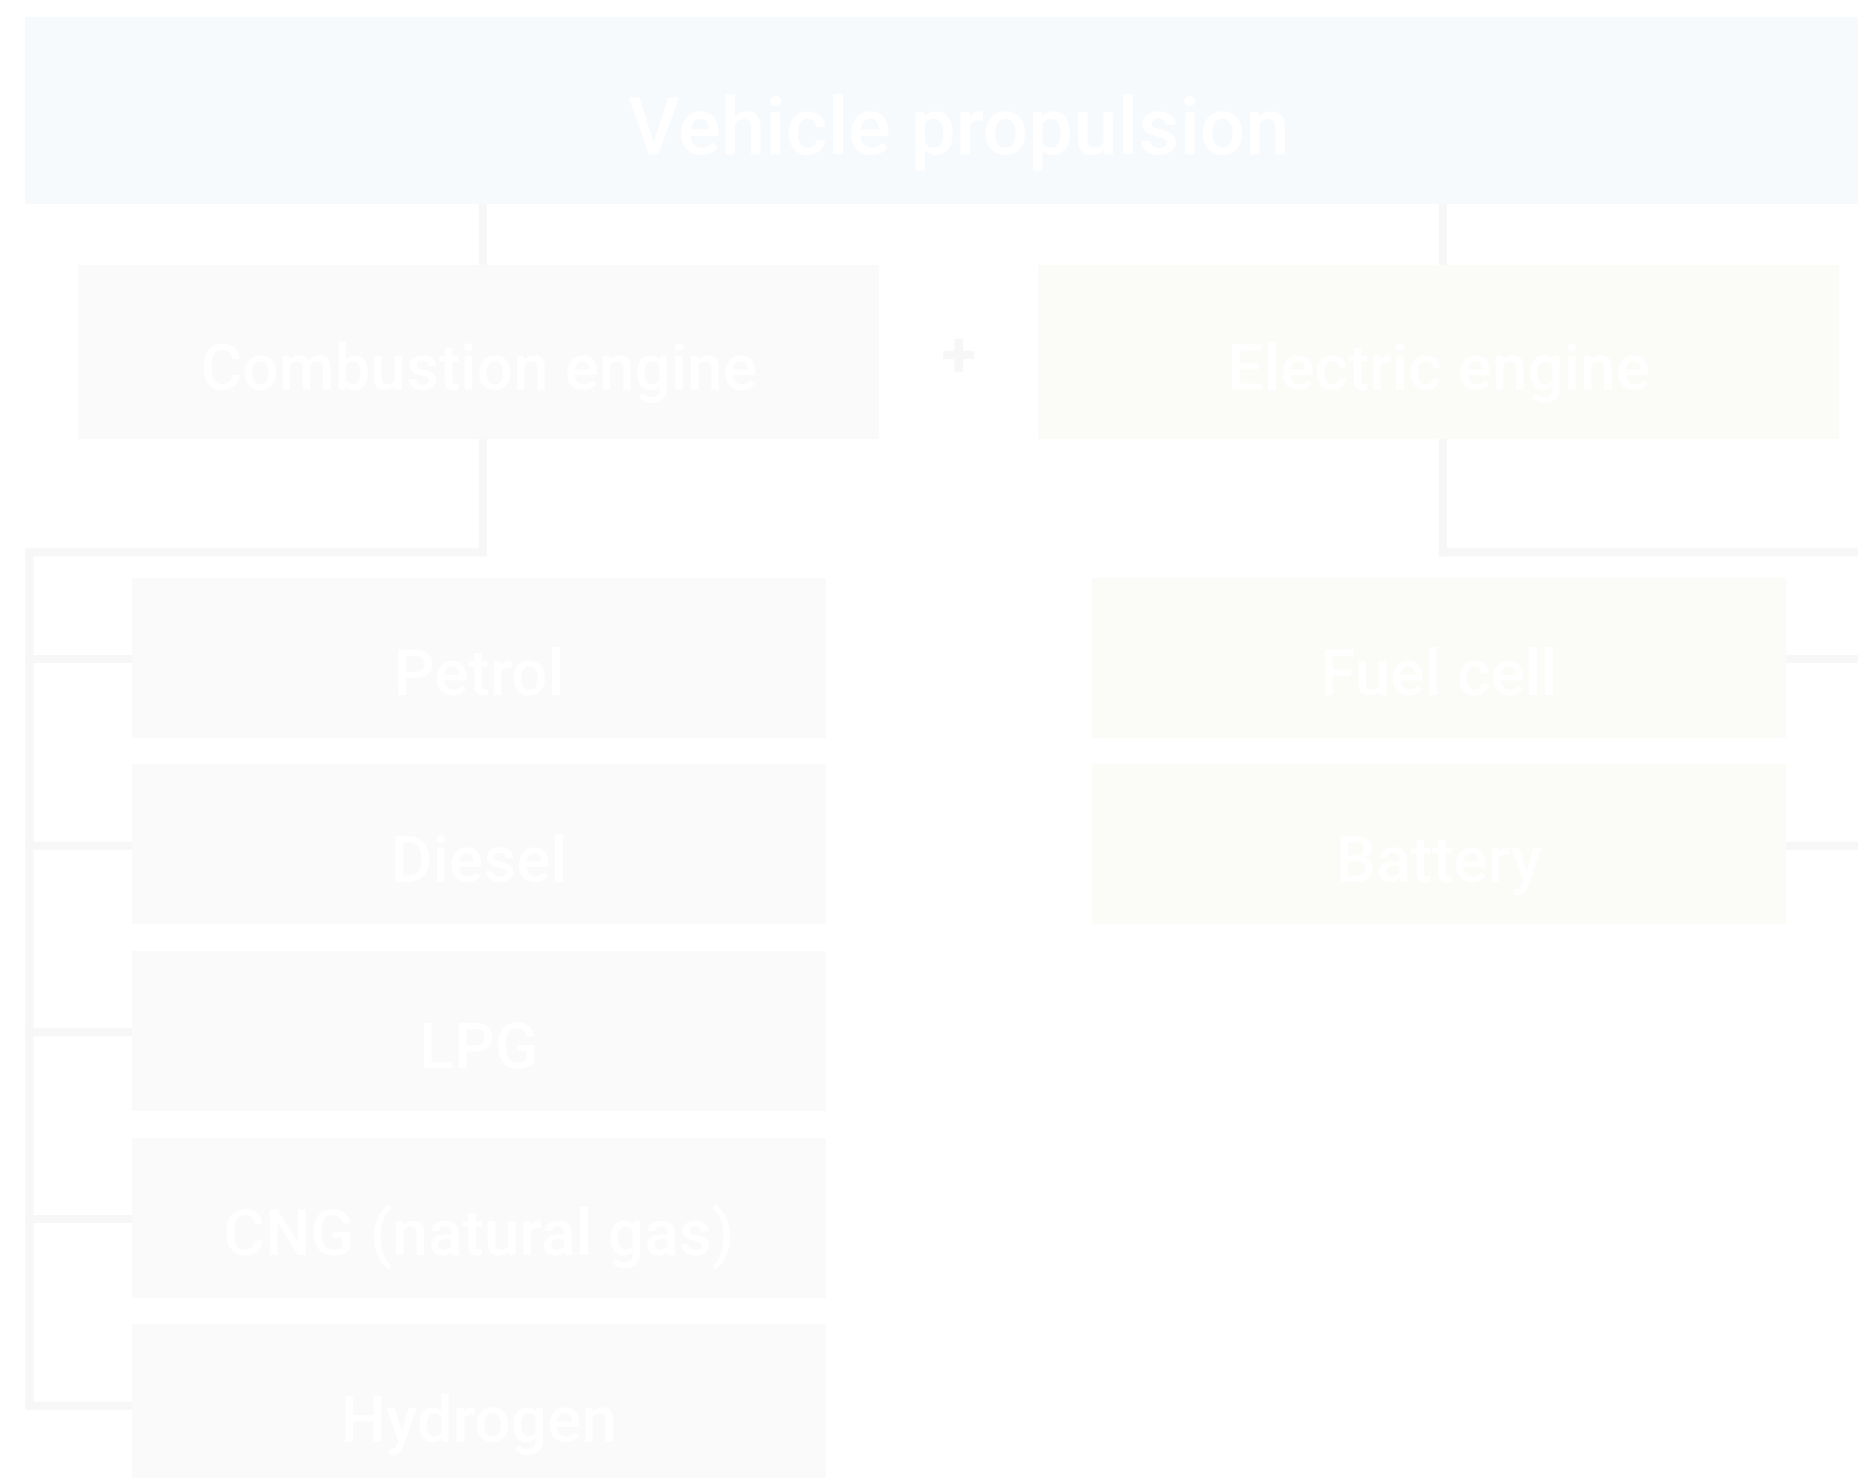 Vehicle propulsion
Combustion engine
+
Electric engine
Petrol
Fuel cell
Diesel
Battery
LPG
CNG (natural gas)
Hydrogen